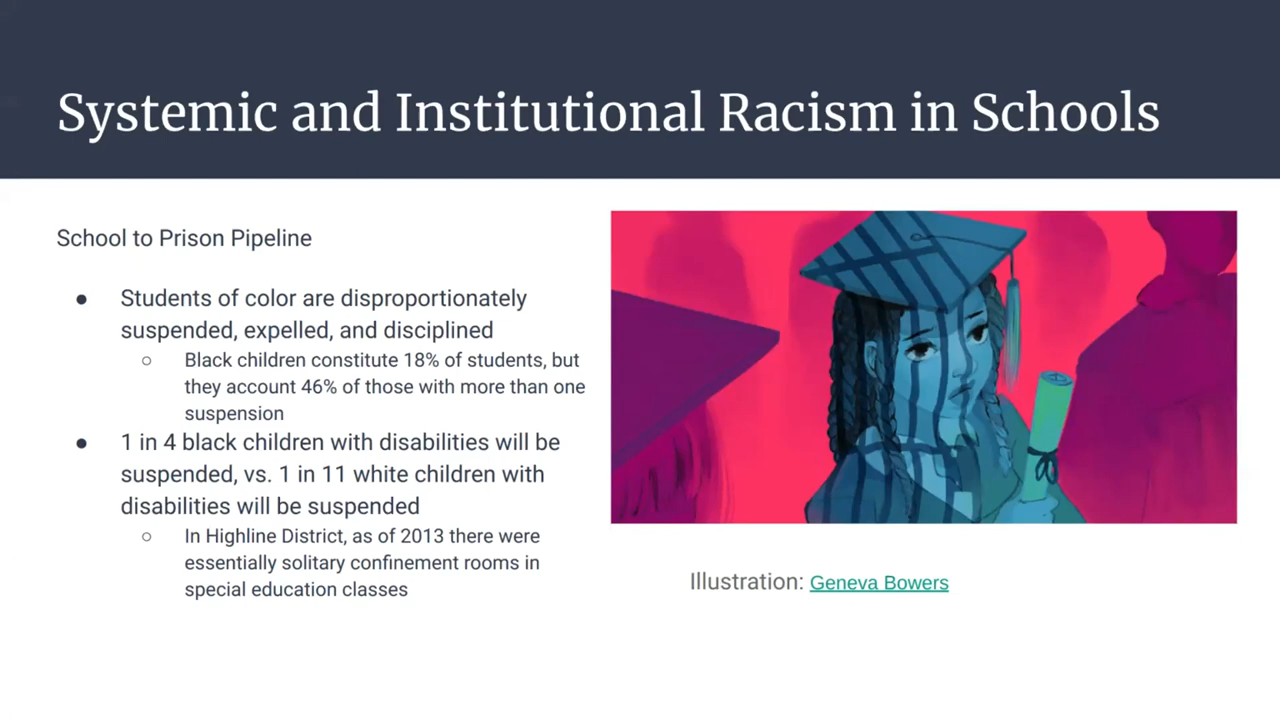 Systemic and Institutional Racism in Schools
School to Prison Pipeline
● Students of color are disproportionately
suspended, expelled, and disciplined
○ Black children constitute 18% of students, but
they account 46% of those with more than one
suspension
● 1 in 4 black children with disabilities will be
suspended, vs. 1 in 11 white children with
disabilities will be suspended
○ In Highline District, as of 2013 there were
essentially solitary confinement rooms in
special education classes
Illustration: Geneva Bowers